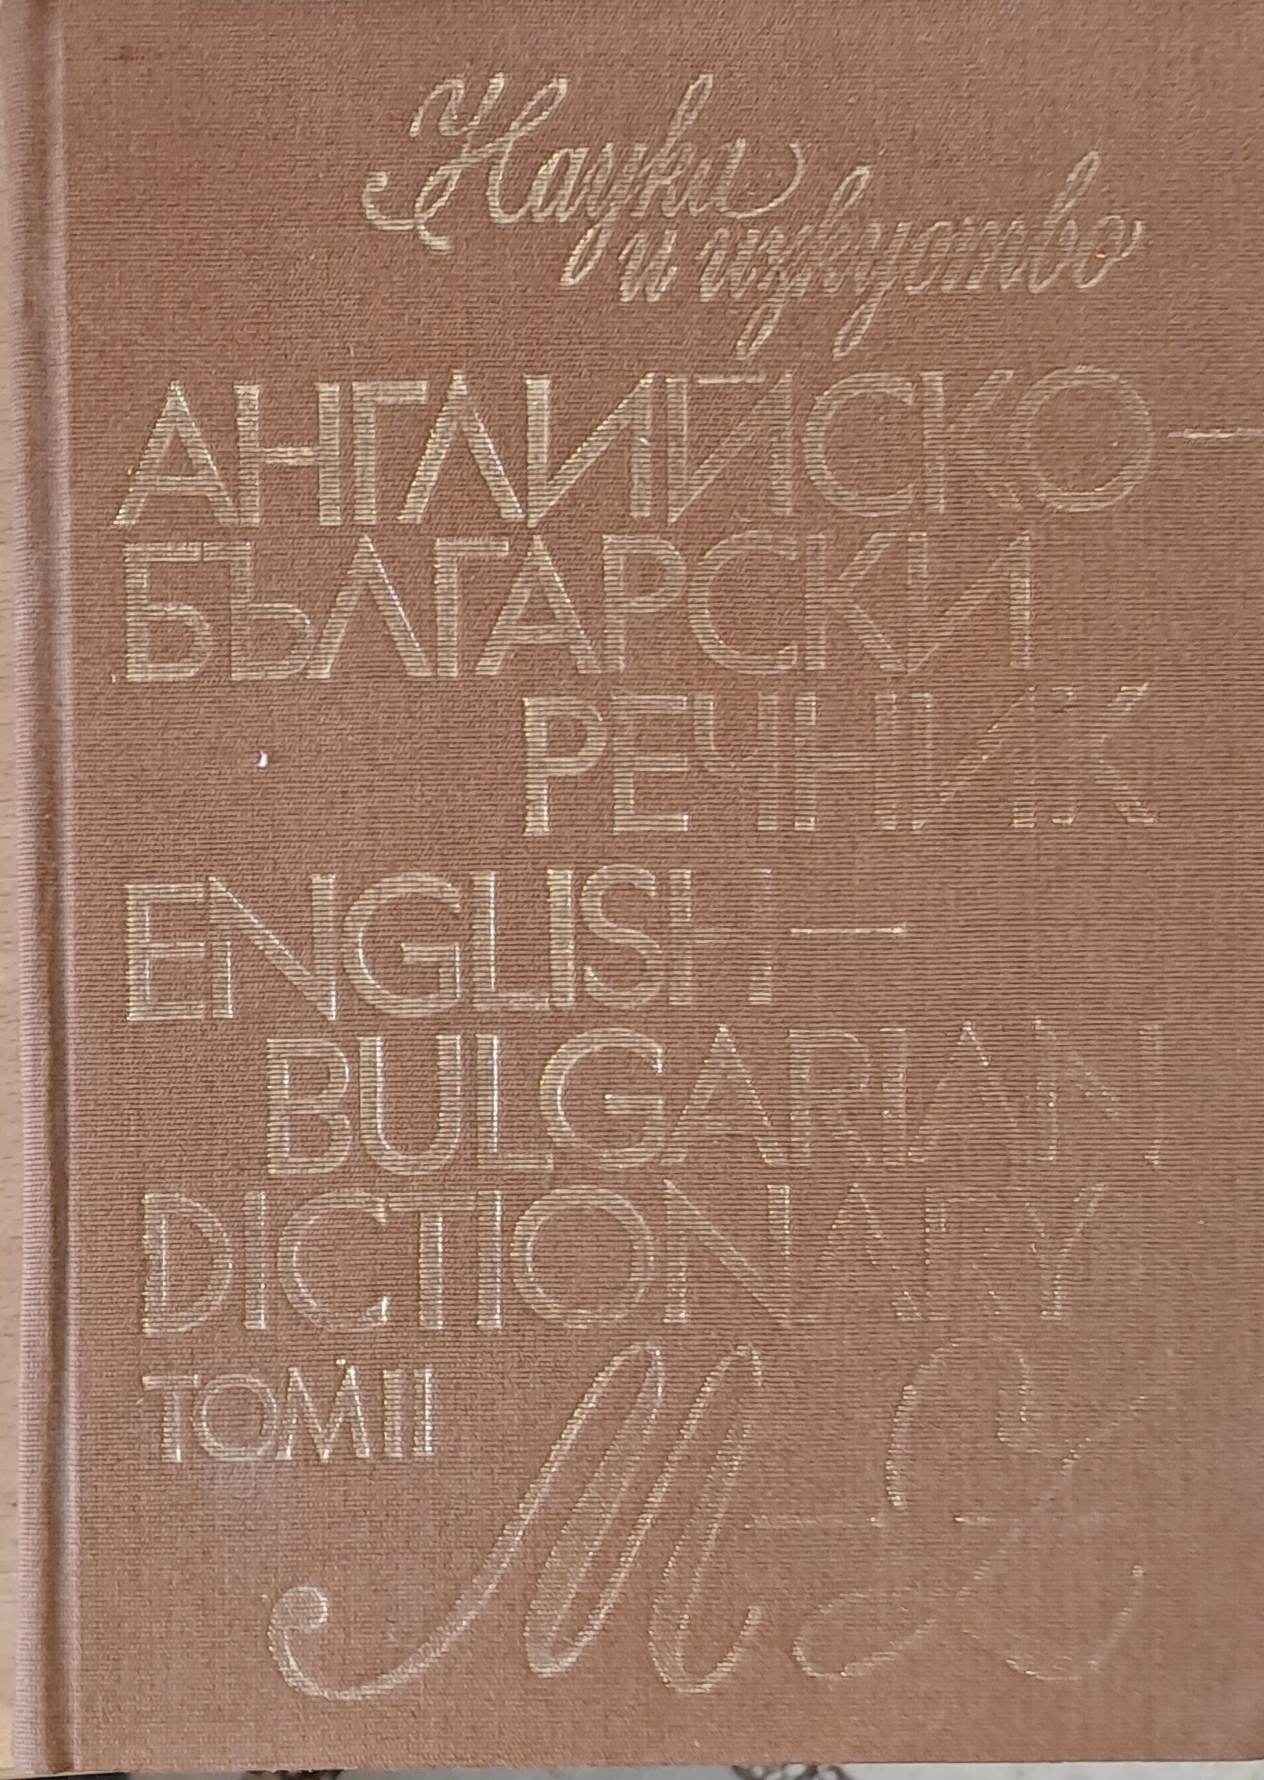 Наука
и изкуство
АНГЛИЙСКО—
БЪЛГАРСКИ
РЕЧНИК
ENGLISH—
BULGARIAN
DICTIONARY
ТОМ II
M-Z